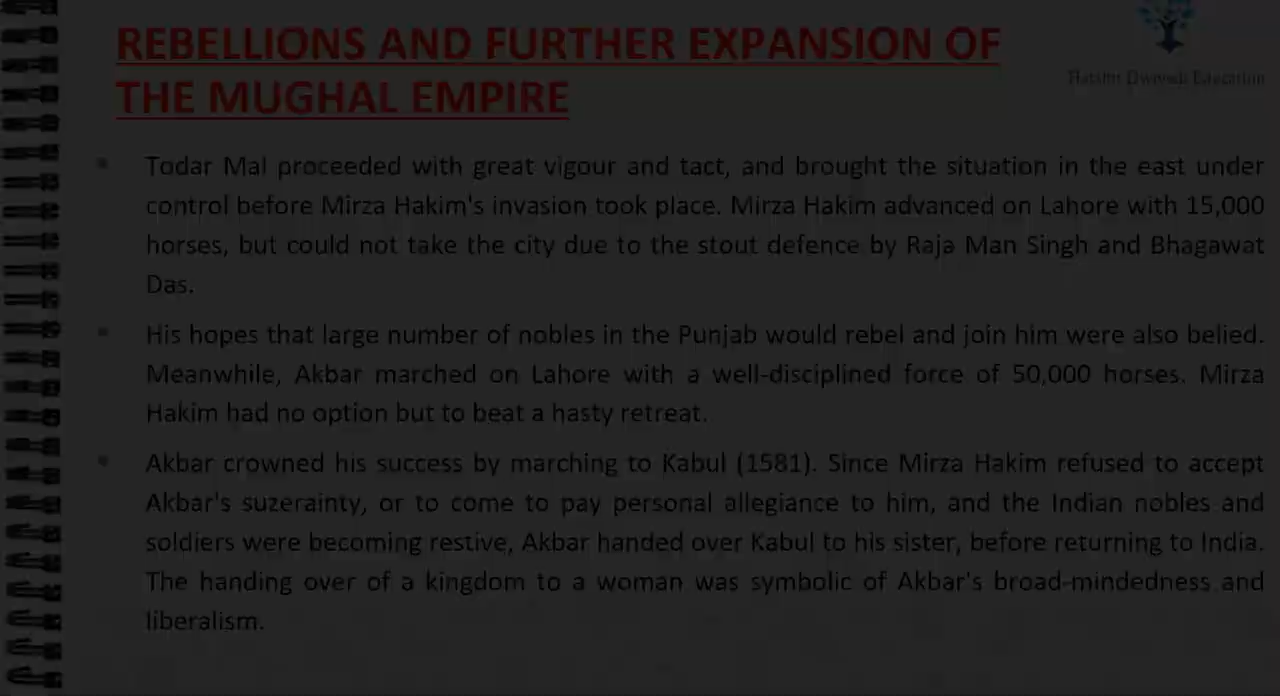 REBELLIONS AND FURTHER EXPANSION OF
THE MUGHAL EMPIRE
Education
Todar Mal proceeded with great vigour and tact, and brought the situation in the east under
control before Mirza Hakim's invasion took place. Mirza Hakim advanced on Lahore with 15,000
horses, but could not take the city due to the stout defence by Raja Man Singh and Bhagawat
Das.
His hopes that large number of nobles in the Punjab would rebel and join him were also belied.
Meanwhile, Akbar marched on Lahore with a well-disciplined force of 50,000 horses. Mirza
Hakim had no option but to beat a hasty retreat.
Akbar crowned his success by marching to Kabul (1581). Since Mirza Hakim refused to accept
Akbar's suzerainty, or to come to pay personal allegiance to him, and the Indian nobles and
soldiers were becoming restive, Akbar handed over Kabul to his sister, before returning to India.
The handing over of a kingdom to a woman was symbolic of Akbar's broad-mindedness and
liberalism.